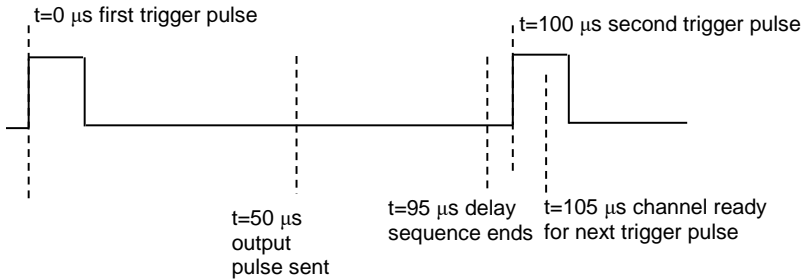 t=0 μs first trigger pulse
t=100 μs second trigger pulse
t=50 μs
output
pulse sent
t=95 μs delay
sequence ends
t=105 μs channel ready
for next trigger pulse